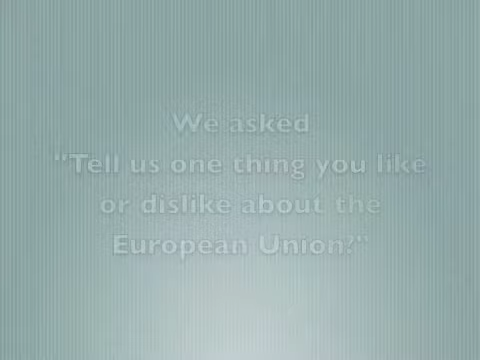 We asked
"Tell us one thing you like
or dislike about the
European Union?"